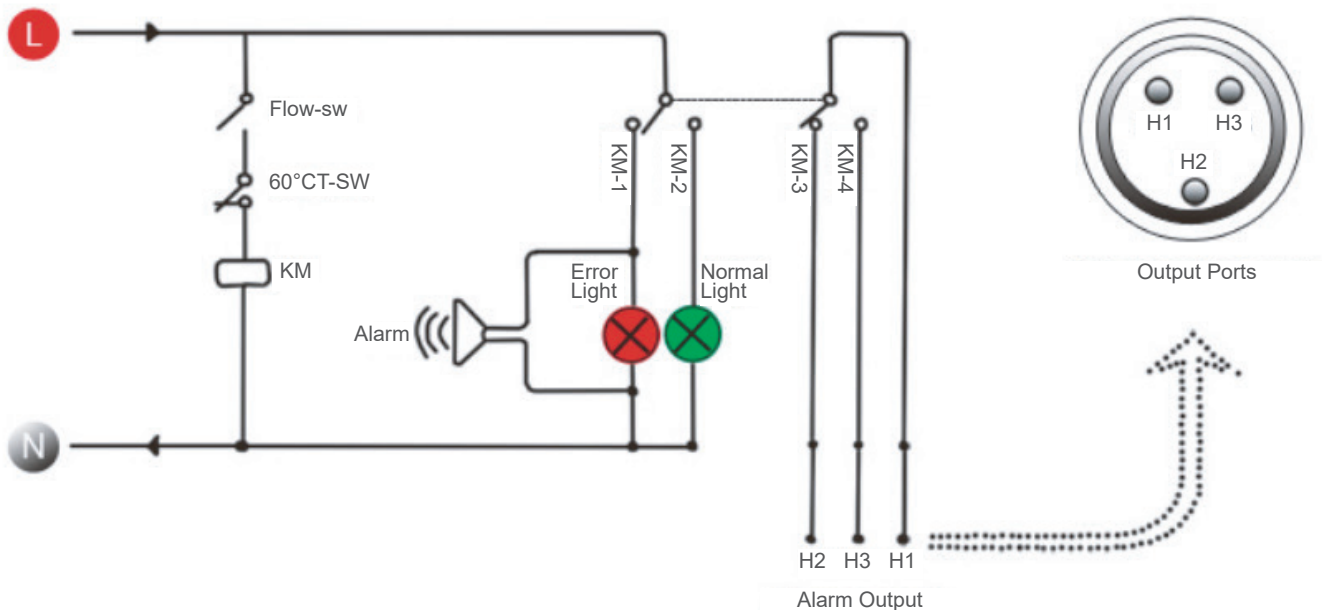 L
Flow-sw
60°CT-SW
KM
Alarm
Error
Light
Normal
Light
KM-1
KM-2
KM-3
KM-4
N
H2 H3 H1
Alarm Output
H1 H3
H2
Output Ports